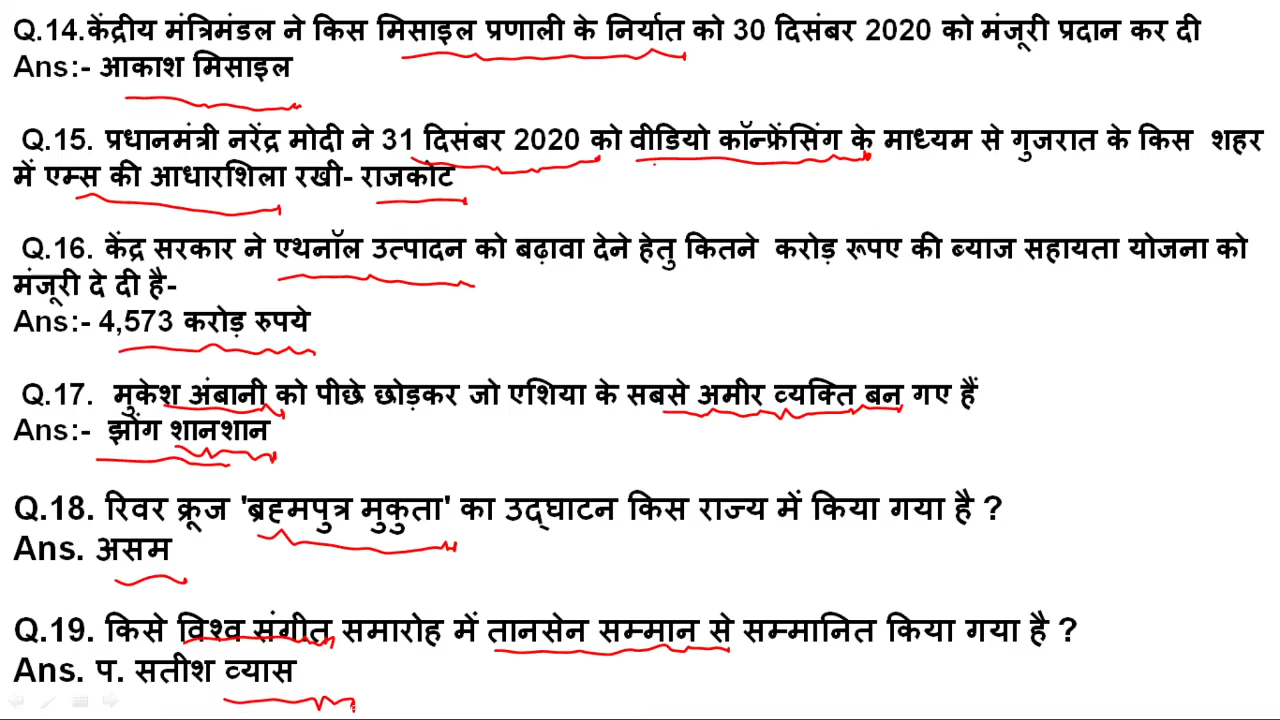 Q.14.केंद्रीय मंत्रिमंडल ने किस मिसाइल प्रणाली के निर्यात को 30 दिसंबर 2020 को मंजूरी प्रदान कर दी
Ans:- आकाश मिसाइल
Q.15. प्रधानमंत्री नरेंद्र मोदी ने 31 दिसंबर 2020 को वीडियो कॉन्फ्रेंसिंग के माध्यम से गुजरात के किस शहर
में एम्स की आधारशिला रखी- राजकोट
Q.16. केंद्र सरकार ने एथनॉल उत्पादन को बढ़ावा देने हेतु कितने करोड़ रूपए की ब्याज सहायता योजना को
मंजूरी दे दी है-
Ans:- 4,573 करोड़ रुपये
Q.17. मुकेश अंबानी को पीछे छोड़कर जो एशिया के सबसे अमीर व्यक्ति बन गए हैं
Ans:- झोंग शानशान
Q.18. रिवर क्रूज 'ब्रह्मपुत्र मुकुता' का उद्घाटन किस राज्य में किया गया है ?
Ans. असम
Q.19. किसे विश्व संगीत समारोह में तानसेन सम्मान से सम्मानित किया गया है ?
Ans. प. सतीश व्यास